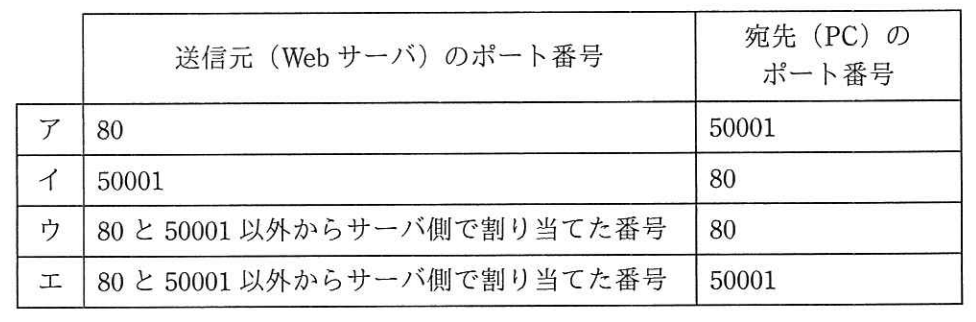 送信元（Web サーバ）のポート番号
宛先（PC）の
ポート番号
ア 80 50001
イ 50001 80
ウ 80 と 50001 以外からサーバ側で割り当てた番号 80
エ 80 と 50001 以外からサーバ側で割り当てた番号 50001